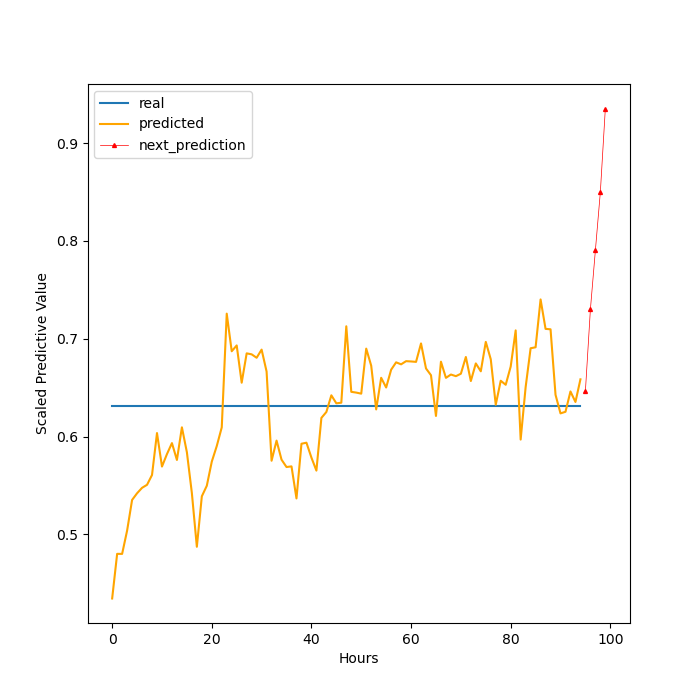 real
predicted
next_prediction
0.9
0.8
0.7
0.6
0.5
Scaled Predictive Value
0 20 40 60 80 100
Hours